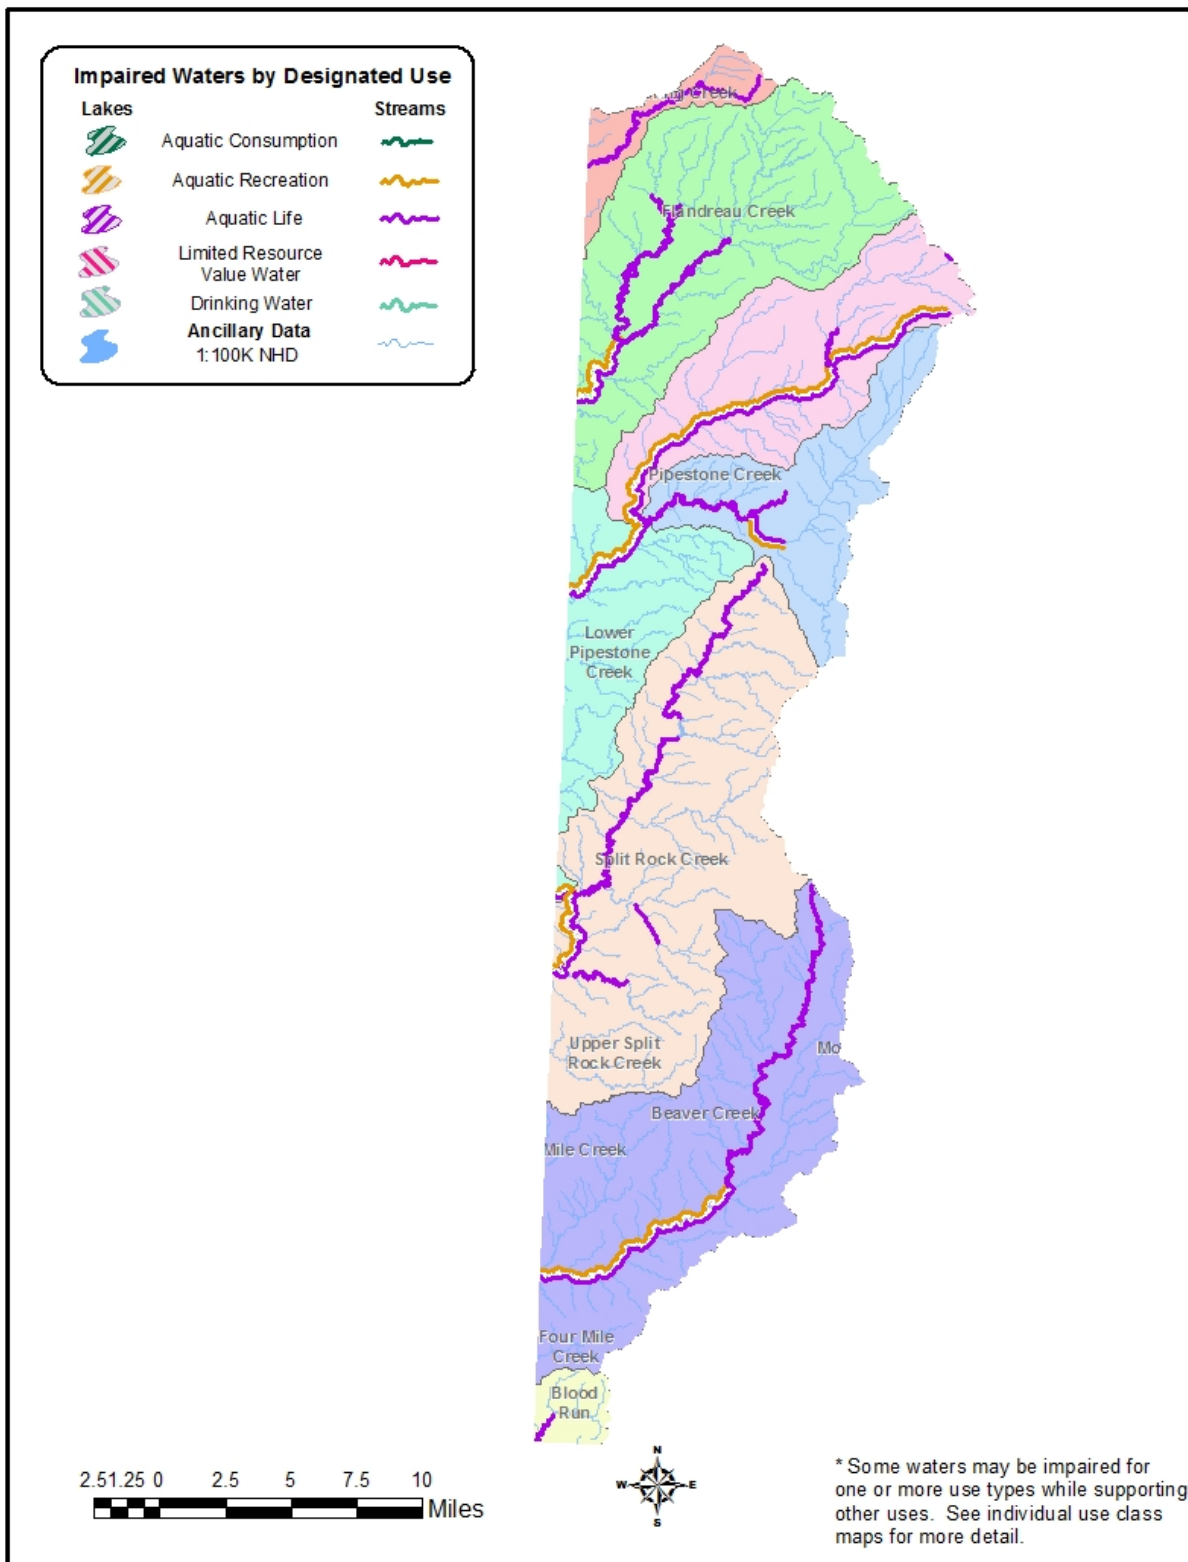 Impaired Waters by Designated Use
Lakes
Streams
Aquatic Consumption
Aquatic Recreation
Aquatic Life
Limited Resource
Value Water
Drinking Water
Ancillary Data
1:100K NHD
Creek
Flandreau Creek
Pipestone Creek
Lower
Pipestone
Creek
Split Rock Creek
Upper Split
Rock Creek
Mo
Beaver Creek
Mile Creek
Four Mile
Creek
Blood
Run
2.5 1.25 0 2.5 5 7.5 10
Miles
N
W E
S
* Some waters may be impaired for
one or more use types while supporting
other uses. See individual use class
maps for more detail.